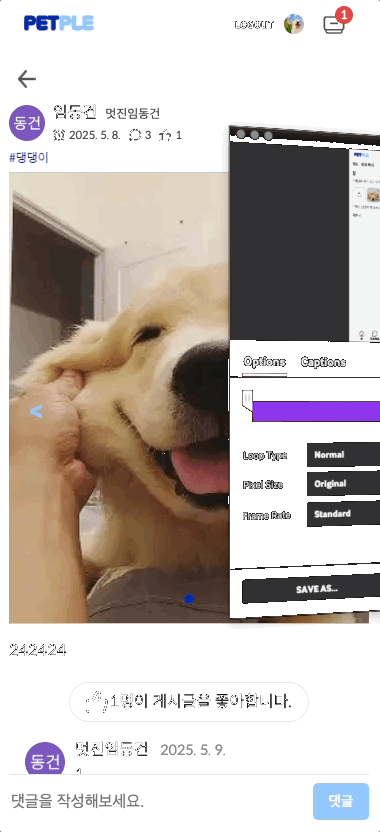 PETPLE
LOGOUT
1
동건
임동건 멋진임동건
2025. 5. 8. 3 1
#댕댕이
<
PETPLE
Options Captions
Loop Type Normal
Pixel Size Original
Frame Rate Standard
SAVE AS...
242424
1명이 게시글을 좋아합니다.
동건
멋진임동건 2025. 5. 9.
댓글을 작성해보세요. 댓글